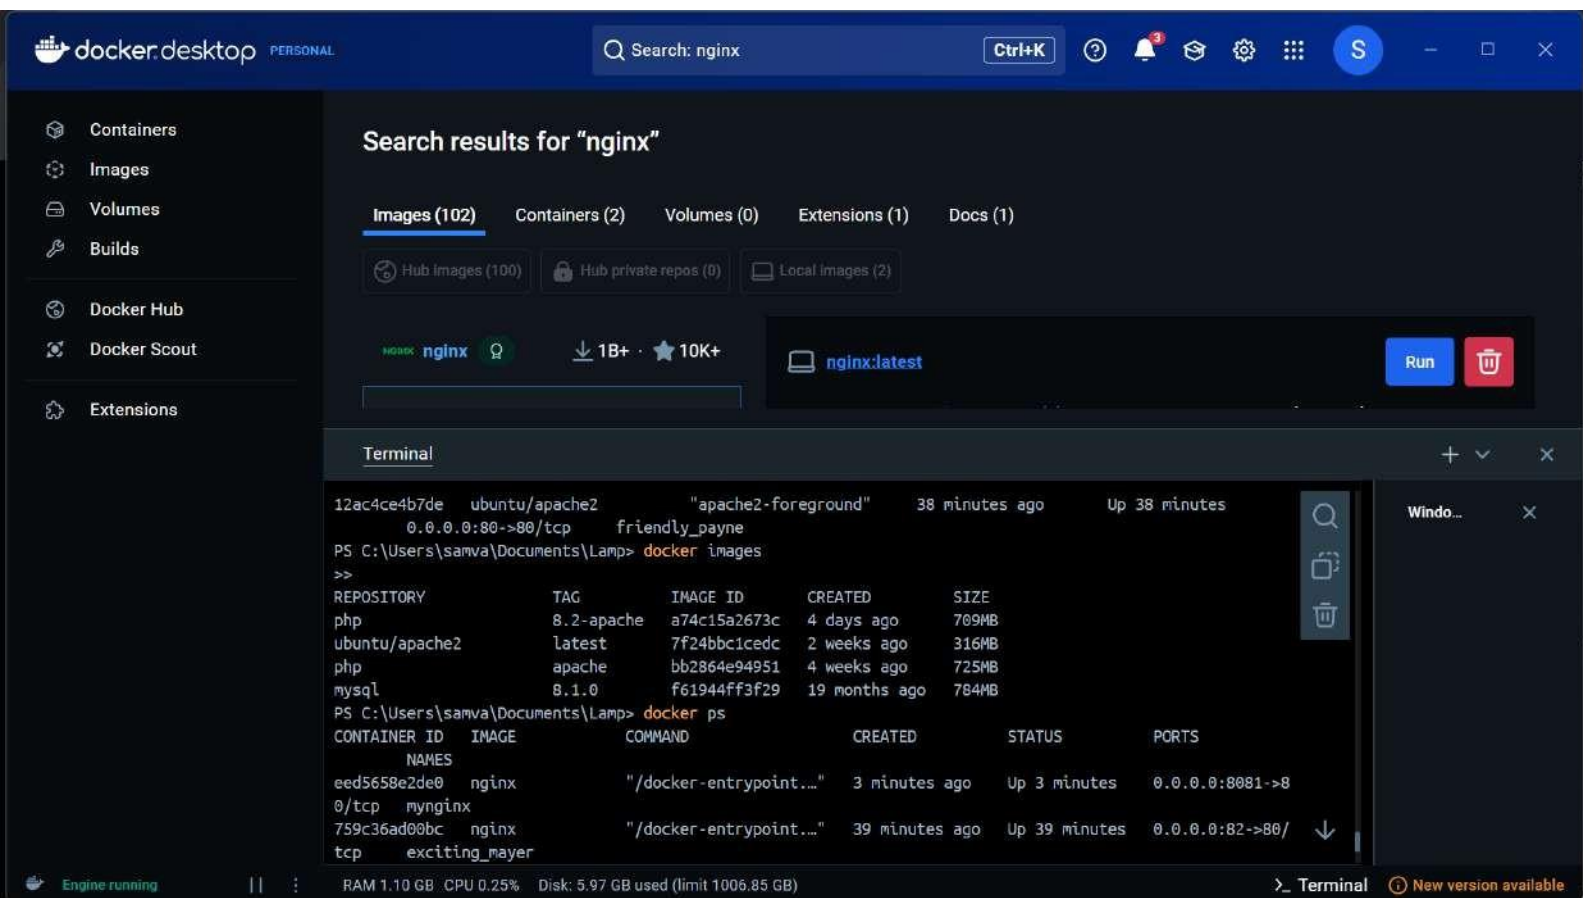 docker.desktop PERSONAL Search: nginx Ctrl+K 3 S
Containers
Images
Volumes
Builds
Docker Hub
Docker Scout
Extensions
Search results for “nginx”
Images (102) Containers (2) Volumes (0) Extensions (1) Docs (1)
Hub images (100) Hub private repos (0) Local images (2)
NGINX nginx 1B+ · 10K+
nginx:latest Run
Terminal
12ac4ce4b7de ubuntu/apache2 "apache2-foreground" 38 minutes ago Up 38 minutes
0.0.0.0:80->80/tcp friendly_payne
PS C:\Users\samva\Documents\Lamp> docker images
>>
REPOSITORY TAG IMAGE ID CREATED SIZE
php 8.2-apache a74c15a2673c 4 days ago 709MB
ubuntu/apache2 latest 7f24bbc1cedc 2 weeks ago 316MB
php apache bb2864e94951 4 weeks ago 725MB
mysql 8.1.0 f61944ff3f29 19 months ago 784MB
PS C:\Users\samva\Documents\Lamp> docker ps
CONTAINER ID IMAGE COMMAND CREATED STATUS PORTS
NAMES
eed5658e2de0 nginx "/docker-entrypoint.…" 3 minutes ago Up 3 minutes 0.0.0.0:8081->8
0/tcp mynginx
759c36ad00bc nginx "/docker-entrypoint.…" 39 minutes ago Up 39 minutes 0.0.0.0:82->80/
tcp exciting_mayer
Windo...
Engine running RAM 1.10 GB CPU 0.25% Disk: 5.97 GB used (limit 1006.85 GB) >_ Terminal New version available